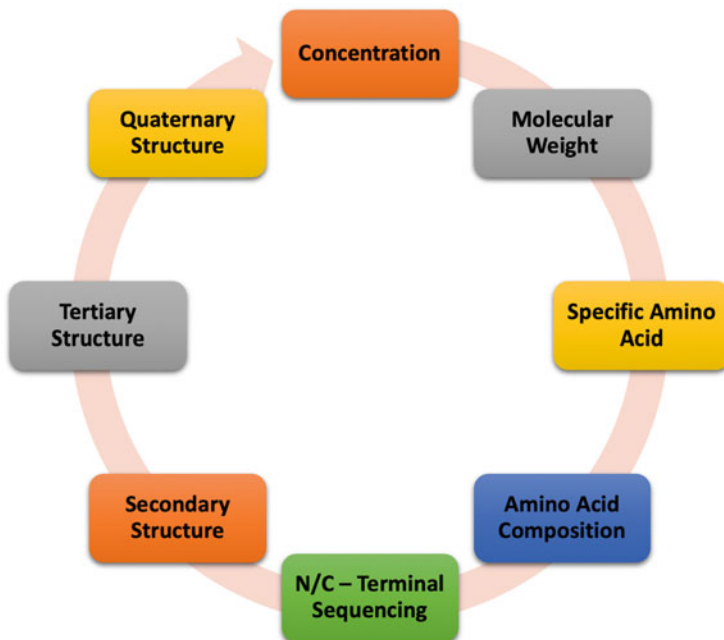 Concentration
Molecular
Weight
Specific Amino
Acid
Amino Acid
Composition
N/C – Terminal
Sequencing
Secondary
Structure
Tertiary
Structure
Quaternary
Structure